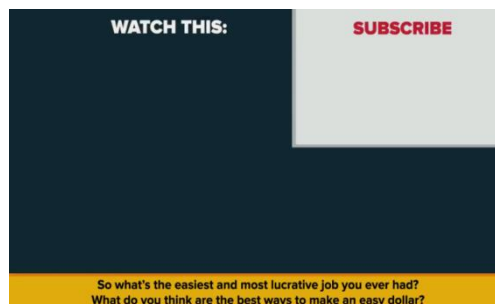 WATCH THIS:
SUBSCRIBE
So what's the easiest and most lucrative job you ever had?
What do you think are the best ways to make an easy dollar?